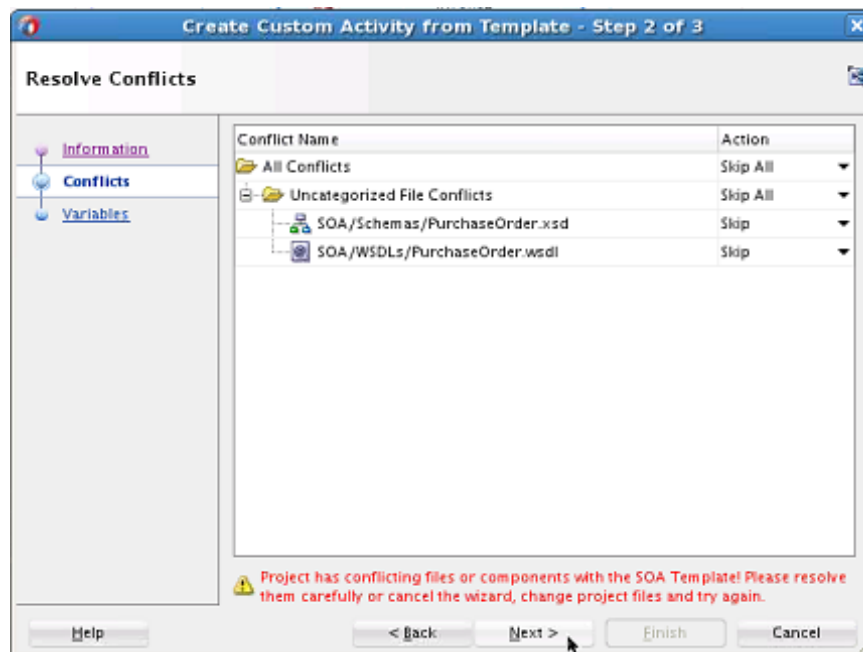 Create Custom Activity from Template - Step 2 of 3
Resolve Conflicts
Information
Conflicts
Variables
Conflict Name Action
All Conflicts Skip All
Uncategorized File Conflicts Skip All
SOA/Schemas/PurchaseOrder.xsd Skip
SOA/WSDLs/PurchaseOrder.wsdl Skip
Project has conflicting files or components with the SOA Template! Please resolve
them carefully or cancel the wizard, change project files and try again.
Help < Back Next > Finish Cancel